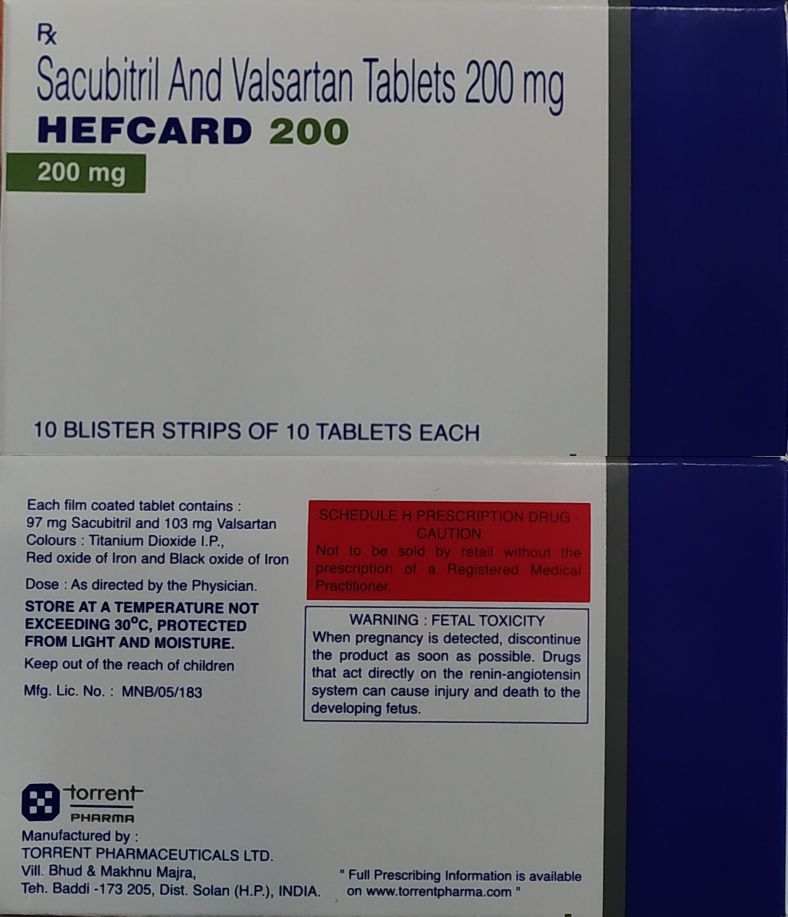 Rx
Sacubitril And Valsartan Tablets 200 mg
HEFCARD 200
200 mg
10 BLISTER STRIPS OF 10 TABLETS EACH
Each film coated tablet contains :
97 mg Sacubitril and 103 mg Valsartan
Colours : Titanium Dioxide I.P.,
Red oxide of Iron and Black oxide of Iron
Dose : As directed by the Physician.
STORE AT A TEMPERATURE NOT
EXCEEDING 30°C, PROTECTED
FROM LIGHT AND MOISTURE.
Keep out of the reach of children
Mfg. Lic. No. : MNB/05/183
SCHEDULE H PRESCRIPTION DRUG -
CAUTION
Not to be sold by retail without the
prescription of a Registered Medical
Practitioner
WARNING : FETAL TOXICITY
When pregnancy is detected, discontinue
the product as soon as possible. Drugs
that act directly on the renin-angiotensin
system can cause injury and death to the
developing fetus.
torrent
PHARMA
Manufactured by :
TORRENT PHARMACEUTICALS LTD.
Vill. Bhud & Makhnu Majra,
Teh. Baddi -173 205, Dist. Solan (H.P.), INDIA.
" Full Prescribing Information is available
on www.torrentpharma.com "